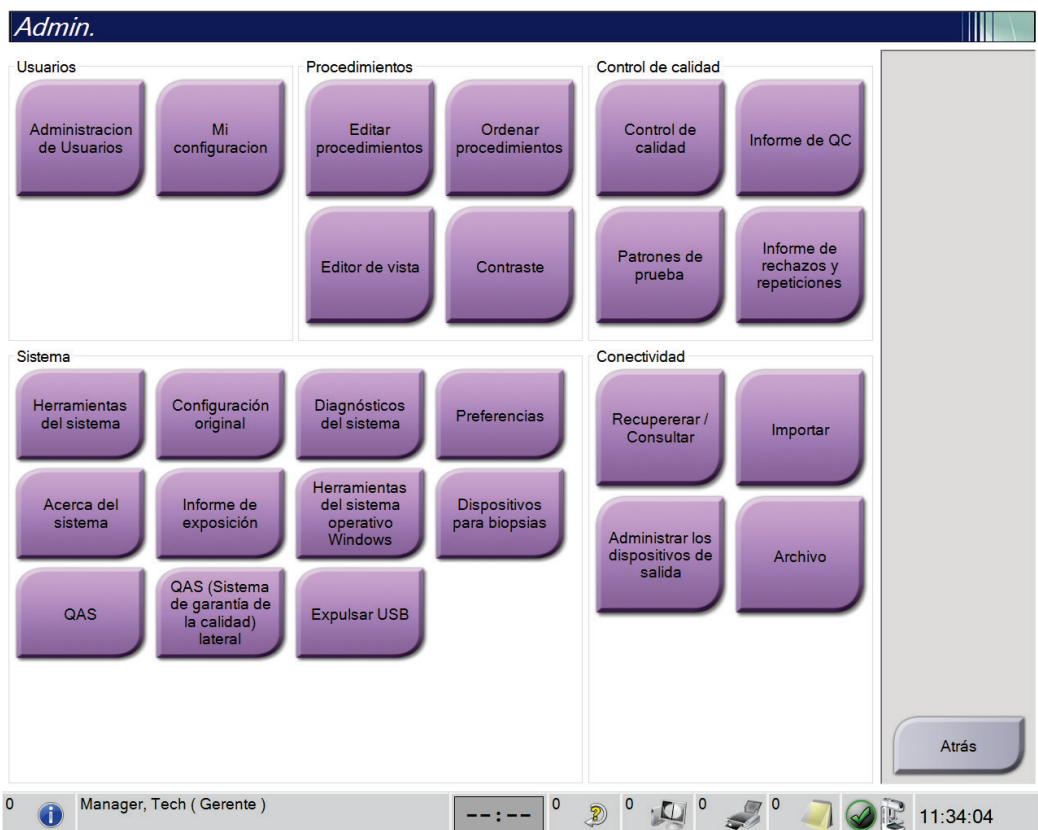 Admin.
Usuarios
Administracion
de Usuarios
Mi
configuracion
Procedimientos
Editar
procedimientos
Ordenar
procedimientos
Editor de vista
Contraste
Control de calidad
Control de
calidad
Informe de QC
Patrones de
prueba
Informe de
rechazos y
repeticiones
Sistema
Herramientas
del sistema
Configuración
original
Diagnósticos
del sistema
Preferencias
Acerca del
sistema
Informe de
exposición
Herramientas
del sistema
operativo
Windows
Dispositivos
para biopsias
QAS
QAS (Sistema
de garantía de
la calidad)
lateral
Expulsar USB
Conectividad
Recupererar /
Consultar
Importar
Administrar los
dispositivos de
salida
Archivo
Atrás
0
Manager, Tech ( Gerente )
--:--
0
0
0
0
11:34:04